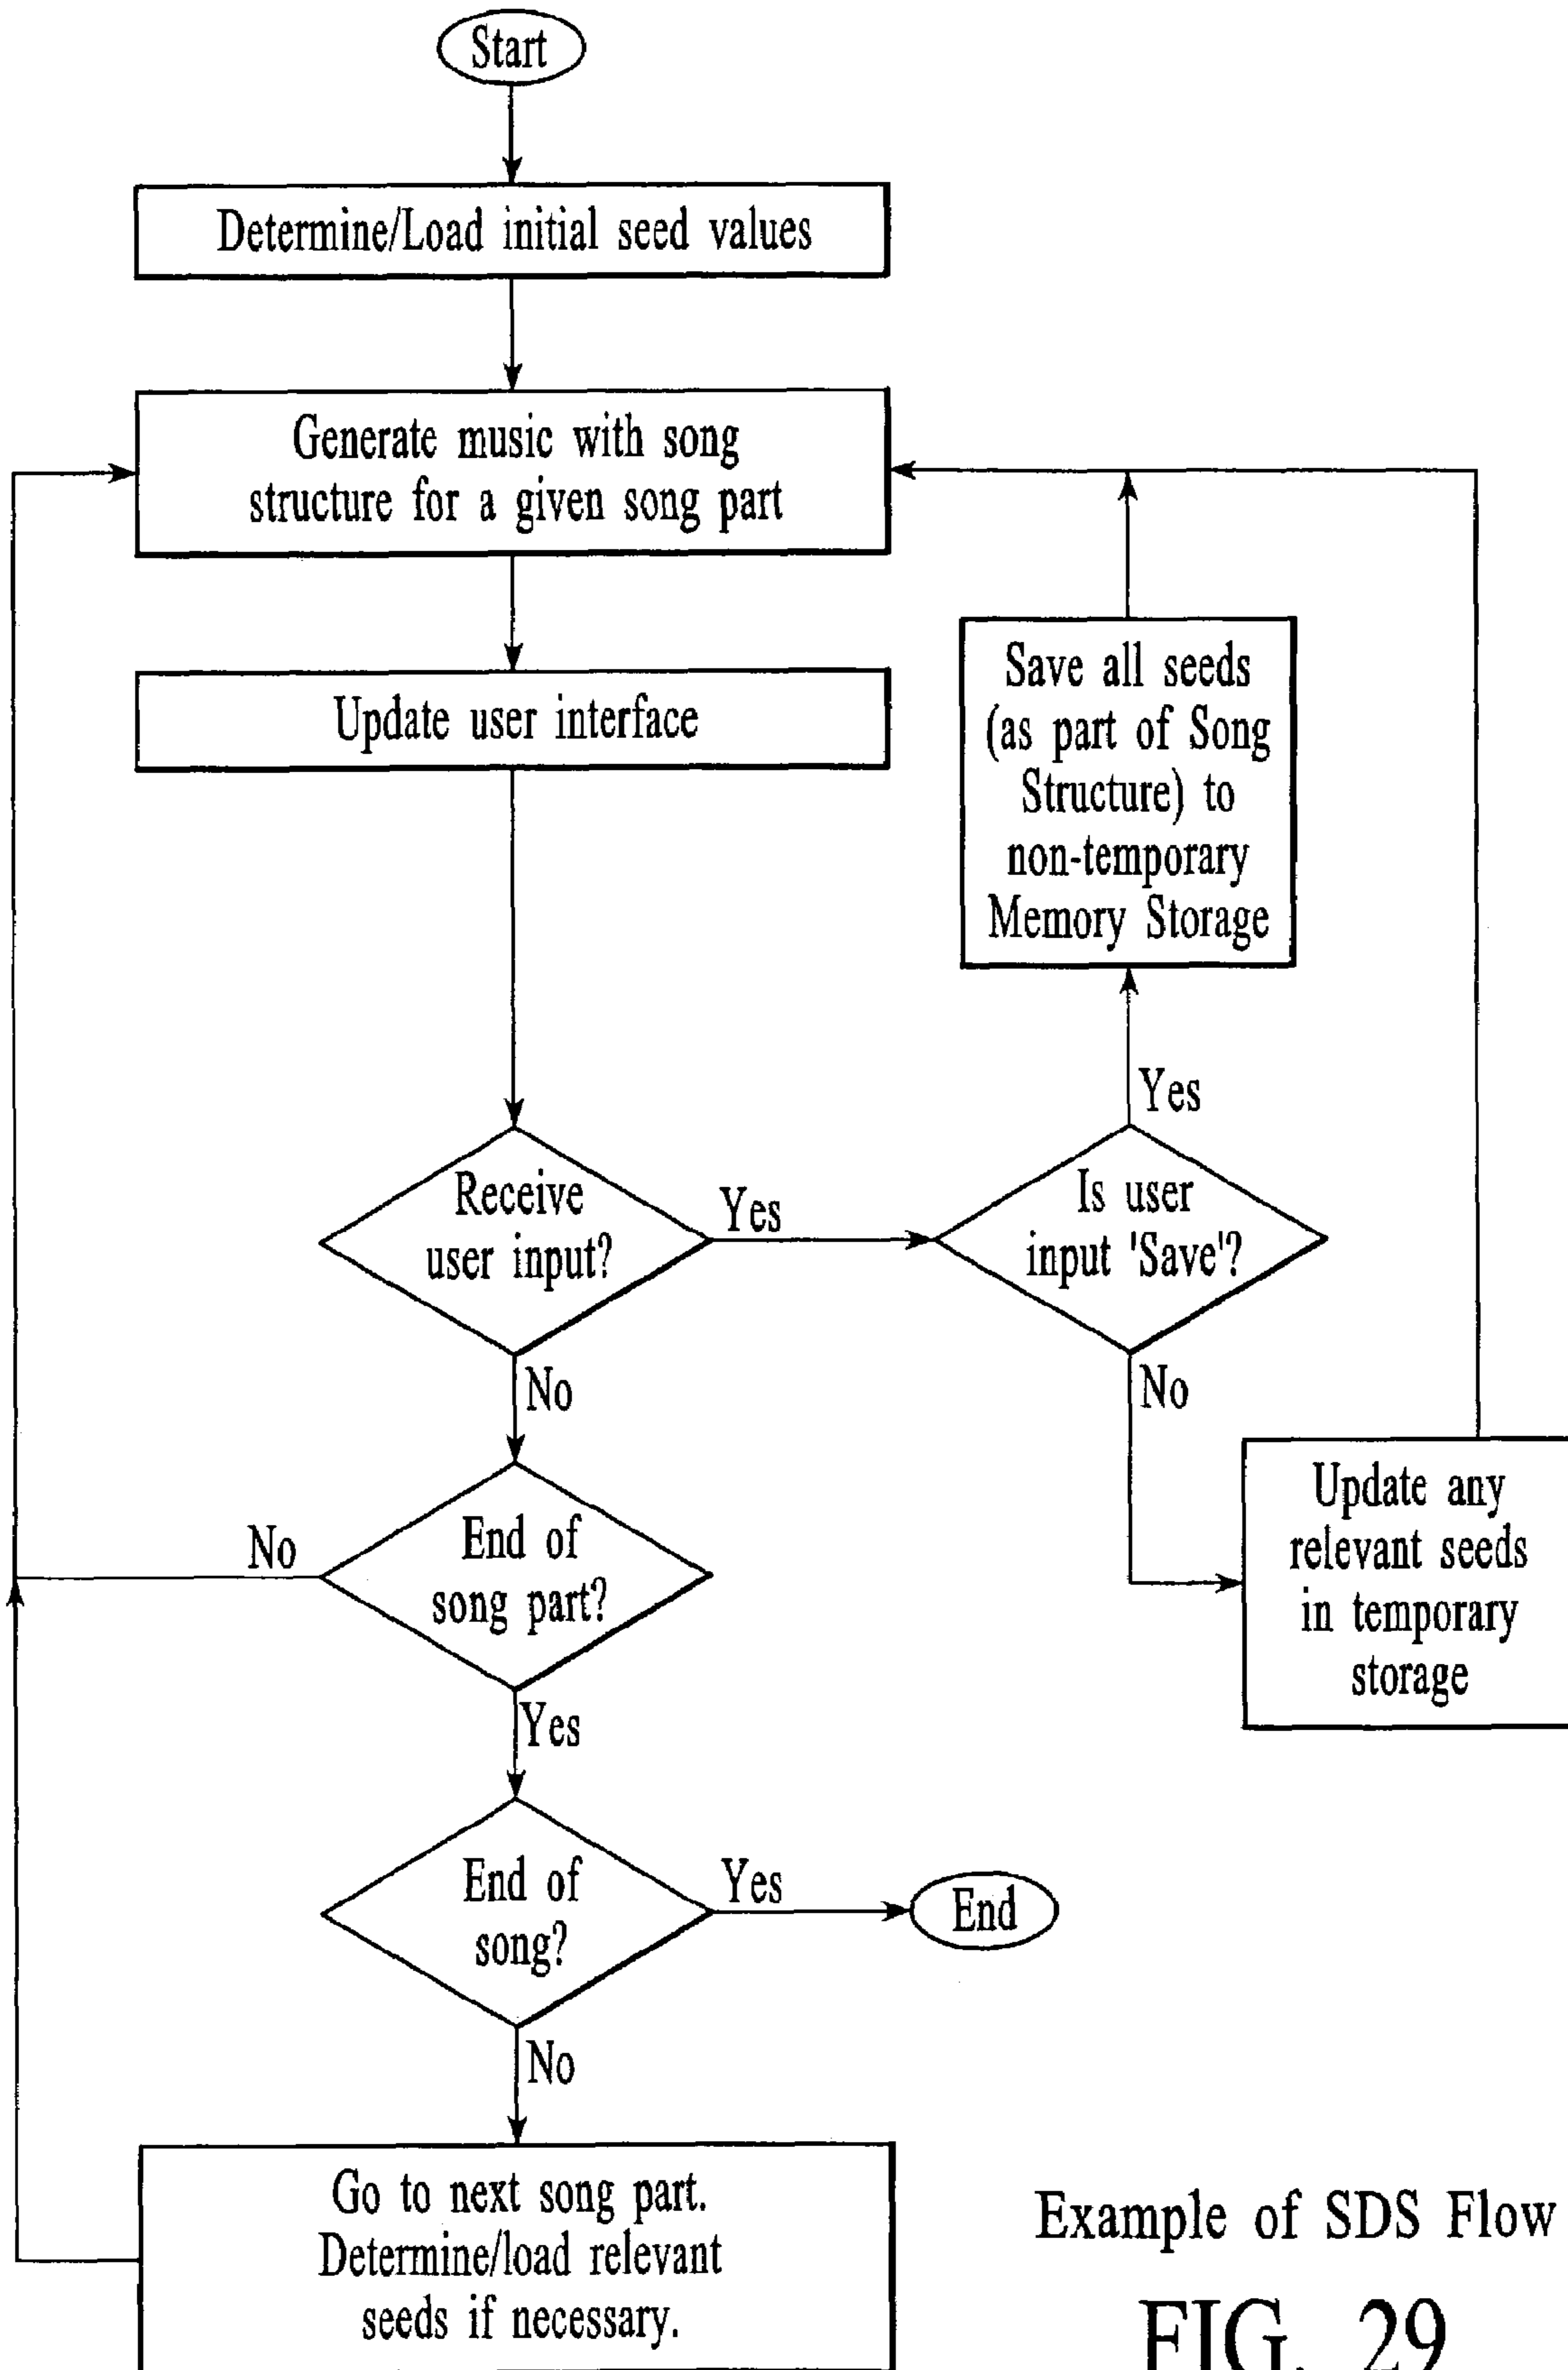 Start
Determine/Load initial seed values
Generate music with song
structure for a given song part
Update user interface
Save all seeds
(as part of Song
Structure) to
non-temporary
Memory Storage
Yes
Receive
user input?
Yes
Is user
input 'Save'?
No
No
Update any
relevant seeds
in temporary
storage
No
End of
song part?
Yes
End of
song?
Yes
End
No
Go to next song part.
Determine/load relevant
seeds if necessary.
Example of SDS Flow
FIG. 29